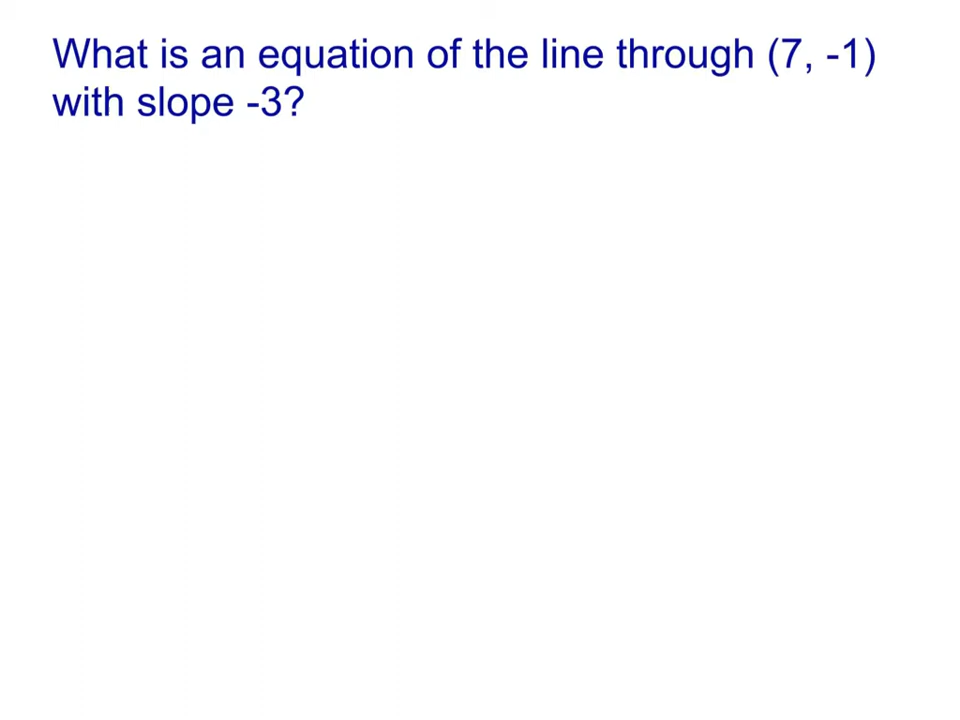 What is an equation of the line through (7, -1)
with slope -3?